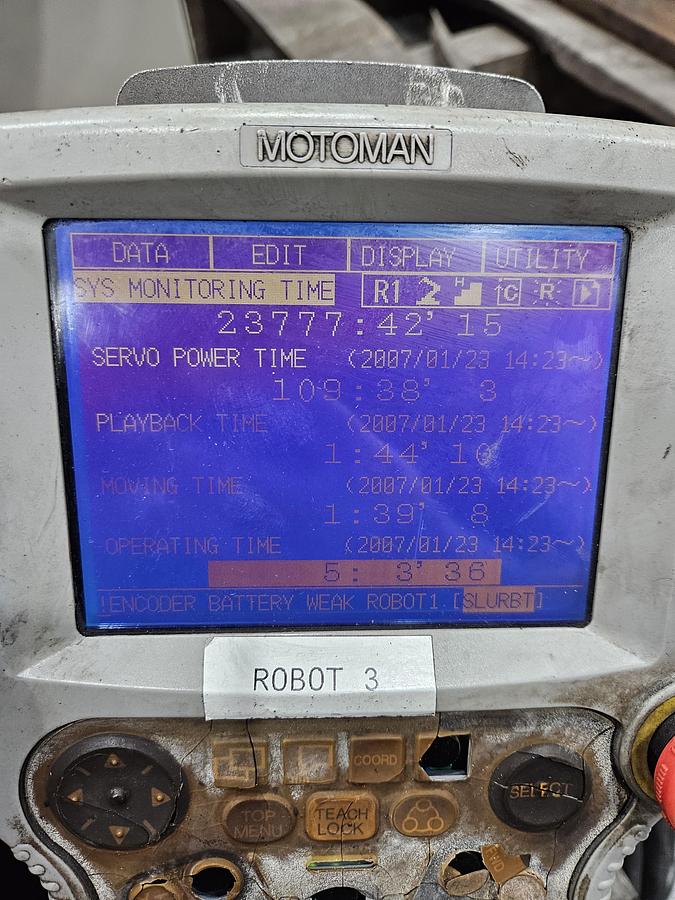 MOTOMAN
DATA EDIT DISPLAY UTILITY
SYS MONITORING TIME R1 C R
23777:42' 15
SERVO POWER TIME (2007/01/23 14:23~)
109:38' 3
PLAYBACK TIME (2007/01/23 14:23~)
1:44' 10
MOVING TIME (2007/01/23 14:23~)
1:39' 8
OPERATING TIME (2007/01/23 14:23~)
5: 3' 36
!ENCODER BATTERY WEAK ROBOT1 [SLURBT]
ROBOT 3
COORD
SELECT
TOP MENU
TEACH LOCK